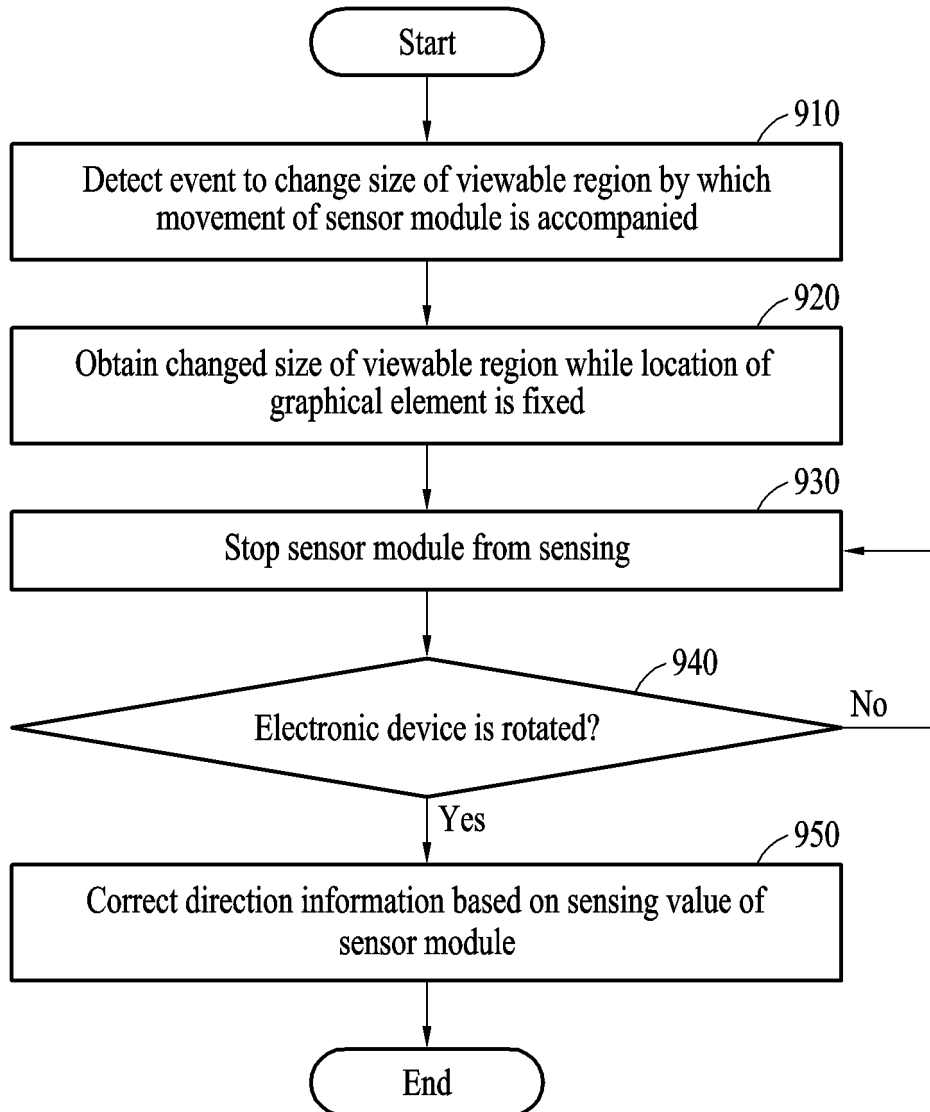 Start
910
Detect event to change size of viewable region by which
movement of sensor module is accompanied
920
Obtain changed size of viewable region while location of
graphical element is fixed
930
Stop sensor module from sensing
940
Electronic device is rotated?
No
Yes
950
Correct direction information based on sensing value of
sensor module
End